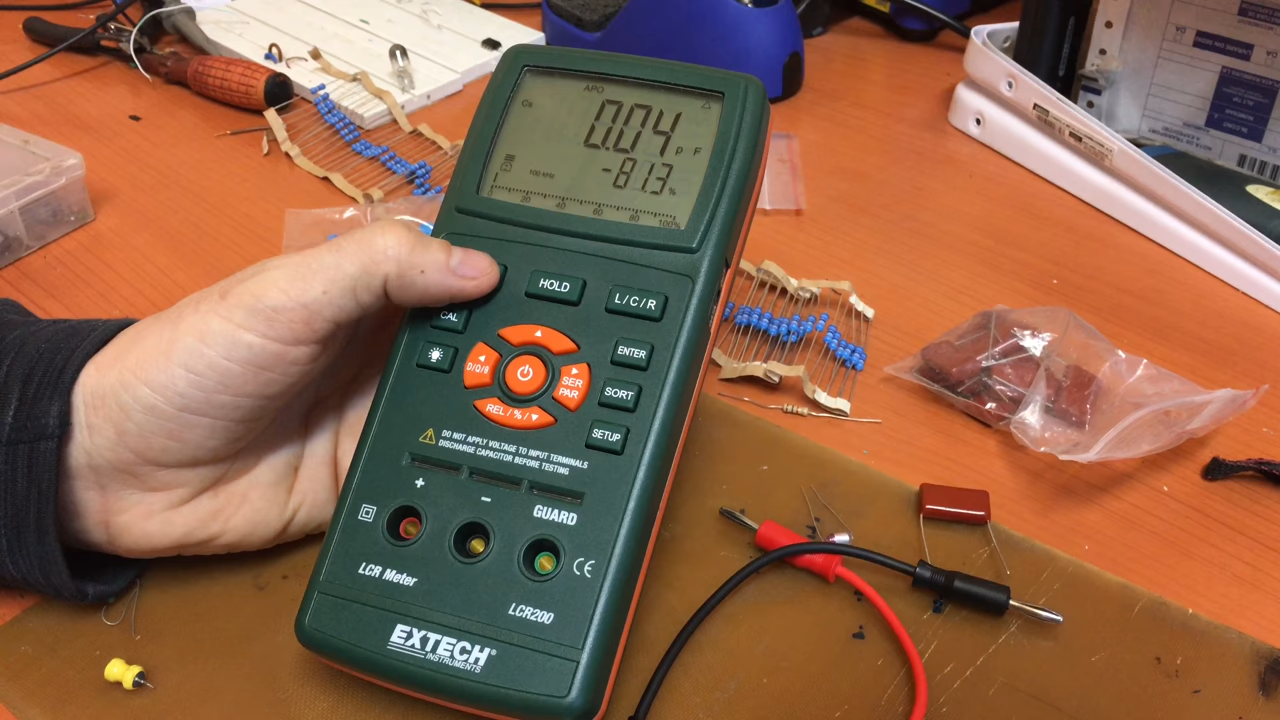 APO
Cs
0.04 p F
-81.3 %
100 kHz
0 20 40 60 80 100%
HOLD
L/C/R
CAL
ENTER
D/Q/θ
SER
PAR
SORT
REL / % / ▼
SETUP
DO NOT APPLY VOLTAGE TO INPUT TERMINALS
DISCHARGE CAPACITOR BEFORE TESTING
+
−
GUARD
CE
LCR Meter
LCR200
EXTECH®
INSTRUMENTS